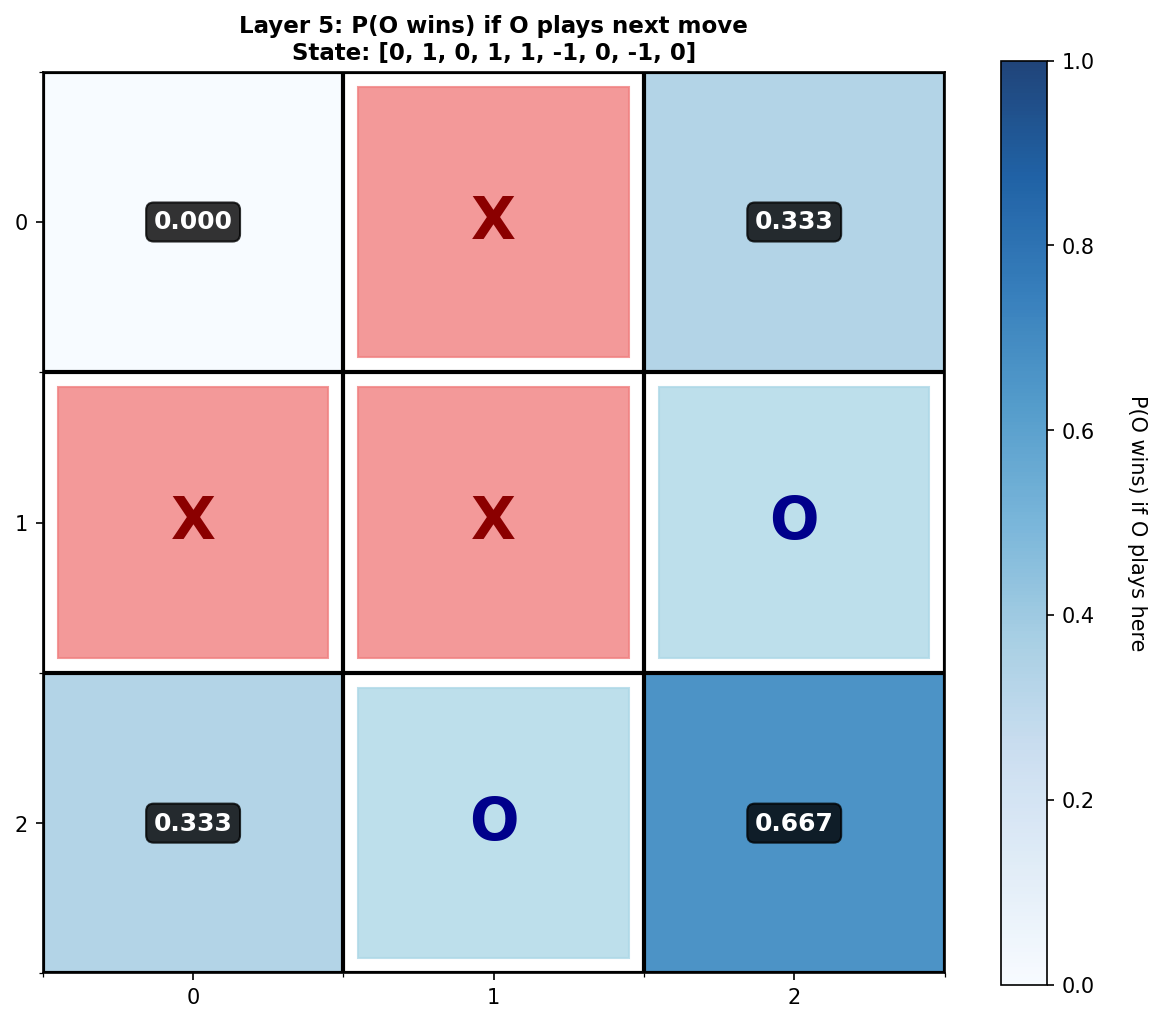 Layer 5: P(O wins) if O plays next move
State: [0, 1, 0, 1, 1, -1, 0, -1, 0]
0.000
X
0.333
X
X
O
0.333
O
0.667
0
1
2
0
1
2
1.0
0.8
0.6
0.4
0.2
0.0
P(O wins) if O plays here